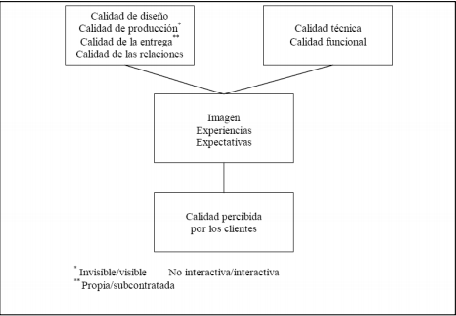 Calidad de diseño
Calidad de producción*
Calidad de la entrega**
Calidad de las relaciones
Calidad técnica
Calidad funcional
Imagen
Experiencias
Expectativas
Calidad percibida
por los clientes
* Invisible/visible No interactiva/interactiva
** Propia/subcontratada